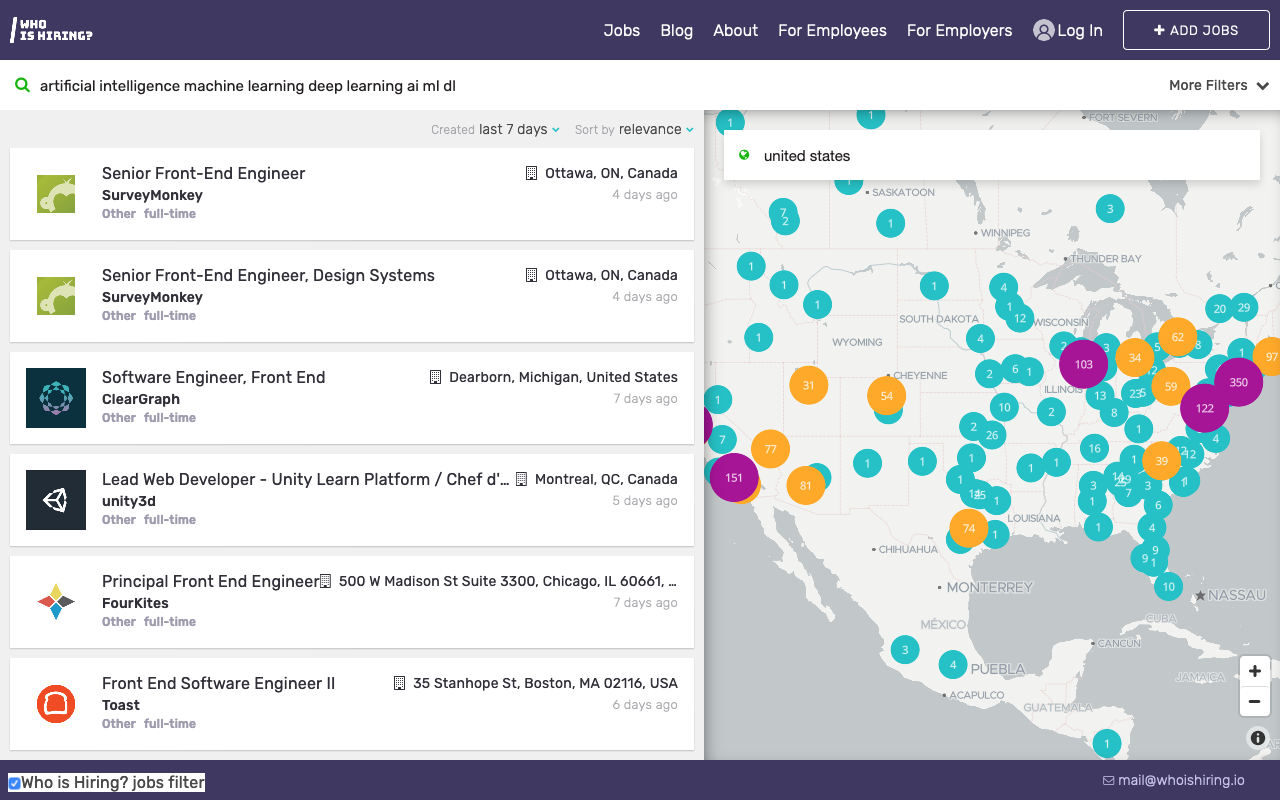 WHO
IS HIRING?
Jobs
Blog
About
For Employees
For Employers
Log In
+ ADD JOBS
artificial intelligence machine learning deep learning ai ml dl
More Filters
Created last 7 days
Sort by relevance
Senior Front-End Engineer
Ottawa, ON, Canada
SurveyMonkey
4 days ago
Other full-time
Senior Front-End Engineer, Design Systems
Ottawa, ON, Canada
SurveyMonkey
4 days ago
Other full-time
Software Engineer, Front End
Dearborn, Michigan, United States
ClearGraph
7 days ago
Other full-time
Lead Web Developer - Unity Learn Platform / Chef d'...
Montreal, QC, Canada
unity3d
5 days ago
Other full-time
Principal Front End Engineer
500 W Madison St Suite 3300, Chicago, IL 60661, ...
FourKites
7 days ago
Other full-time
Front End Software Engineer II
35 Stanhope St, Boston, MA 02116, USA
Toast
6 days ago
Other full-time
1
1
FORT SEVERN
united states
1
SASKATOON
7
2
1
3
WINNIPEG
THUNDER BAY
1
1
1
1
4
1
12
20
29
SOUTH DAKOTA
WISCONSIN
1
WYOMING
4
2
103
3
34
5
62
8
1
97
31
CHEYENNE
2
6
1
12
59
350
54
ILLINOIS
13
23
5
122
1
10
2
8
7
2
26
1
4
77
16
12
12
151
81
1
1
1
1
1
1
39
1
3
14
25
29
7
3
1
14
25
1
1
6
LOUISIANA
74
1
1
4
CHIHUAHUA
9
9
1
MONTERREY
10
NASSAU
MÉXICO
CUBA
3
4
PUEBLA
CANCÚN
ACAPULCO
JAMAICA
GUATEMALA
1
+
−
Who is Hiring? jobs filter
mail@whoishiring.io